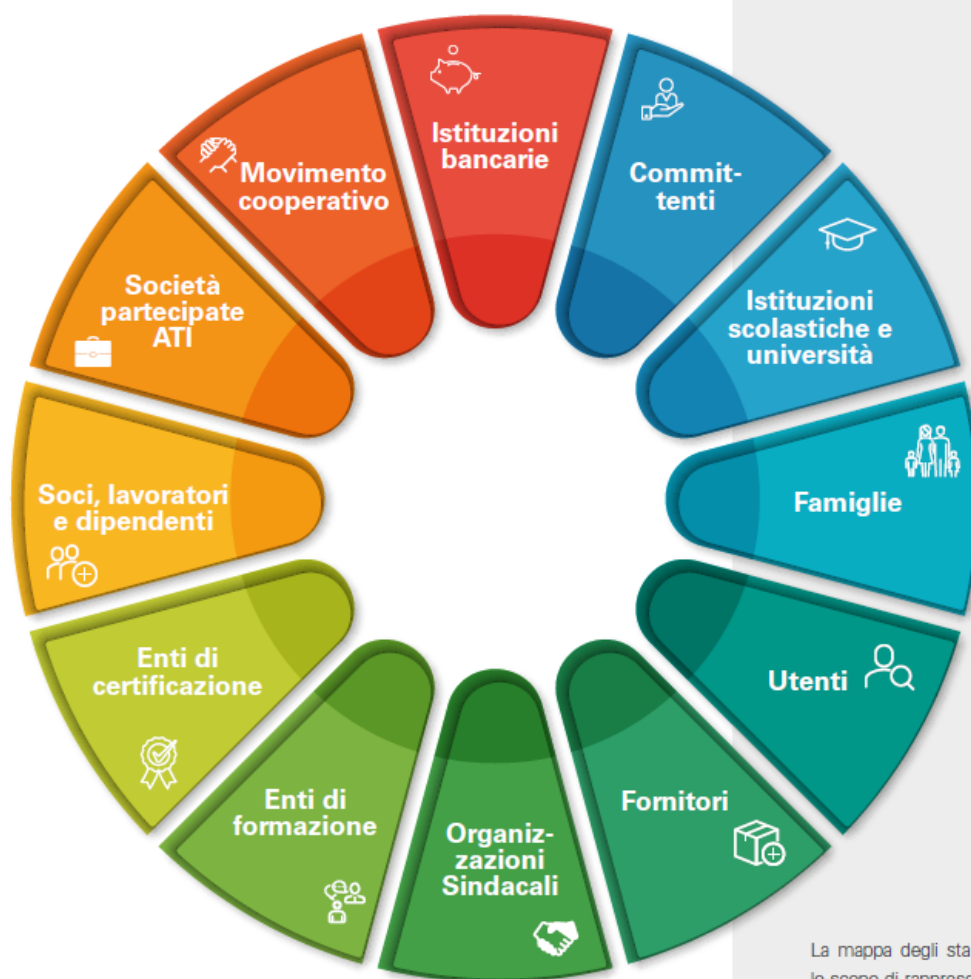 Istituzioni
bancarie
Commit-
tenti
Istituzioni
scolastiche e
università
Famiglie
Utenti
Fornitori
Organiz-
zazioni
Sindacali
Enti di
formazione
Enti di
certificazione
Soci, lavoratori
e dipendenti
Società
partecipate
ATI
Movimento
cooperativo
La mappa degli sta